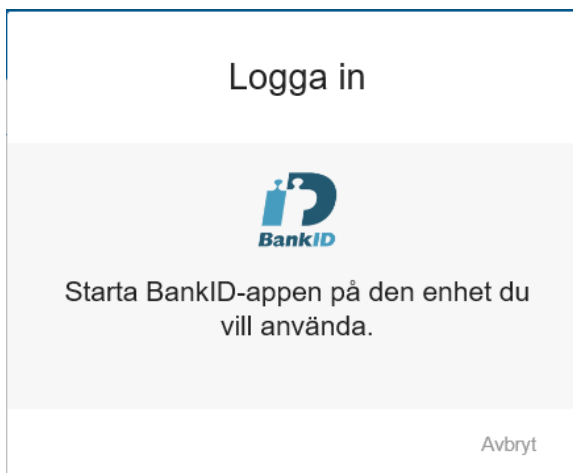 Logga in
BankID
Starta BankID-appen på den enhet du
vill använda.
Avbryt